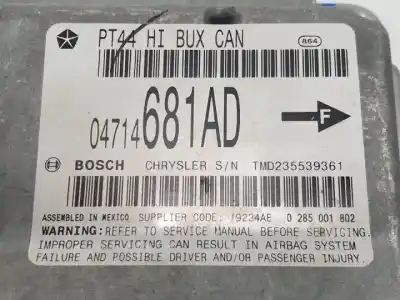 PT44 HI BUX CAN
864
04714681AD
F
BOSCH CHRYSLER S/N TMD235539361
ASSEMBLED IN MEXICO. SUPPLIER CODE: 19234AE 0 285 001 802
WARNING: REFER TO SERVICE MANUAL BEFORE SERVICING.
IMPROPER SERVICING CAN RESULT IN AIRBAG SYSTEM
FAILURE AND POSSIBLE DRIVER AND/OR PASSENGER INJURY.